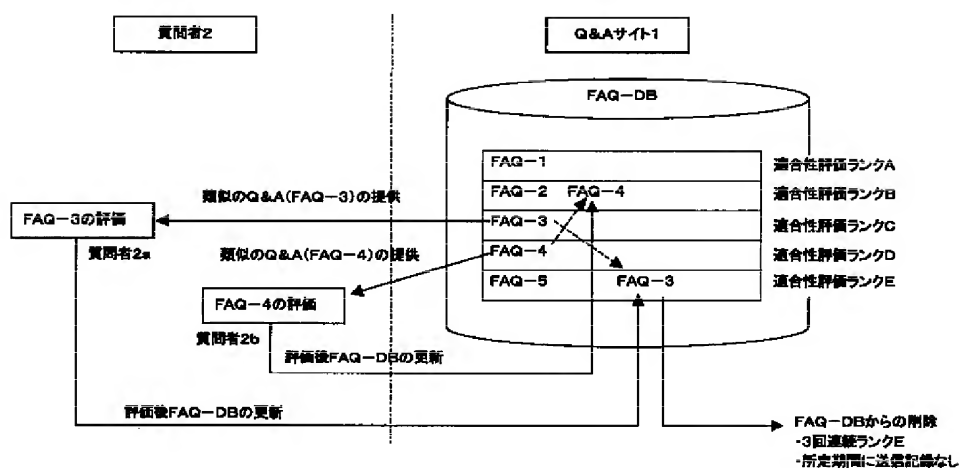 質問者2
Q&Aサイト1
FAQ-DB
FAQ-1
適合性評価ランクA
FAQ-2 FAQ-4
適合性評価ランクB
類似のQ&A(FAQ-3)の提供
FAQ-3の評価
FAQ-3
適合性評価ランクC
質問者2a
類似のQ&A(FAQ-4)の提供
FAQ-4
適合性評価ランクD
FAQ-5 FAQ-3
適合性評価ランクE
FAQ-4の評価
質問者2b
評価後FAQ-DBの更新
評価後FAQ-DBの更新
FAQ-DBからの削除
・3回連続ランクE
・所定期間に送信記録なし